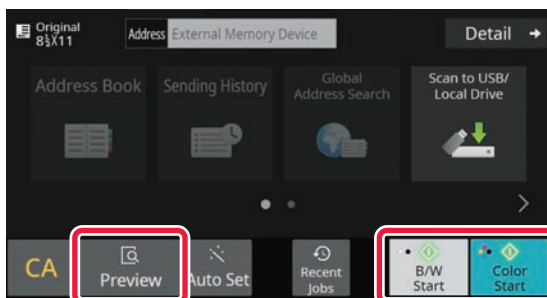 Original
8½X11
Address External Memory Device
Detail
Address Book
Sending History
Global
Address Search
Scan to USB/
Local Drive
CA
Preview
Auto Set
Recent
Jobs
B/W
Start
Color
Start